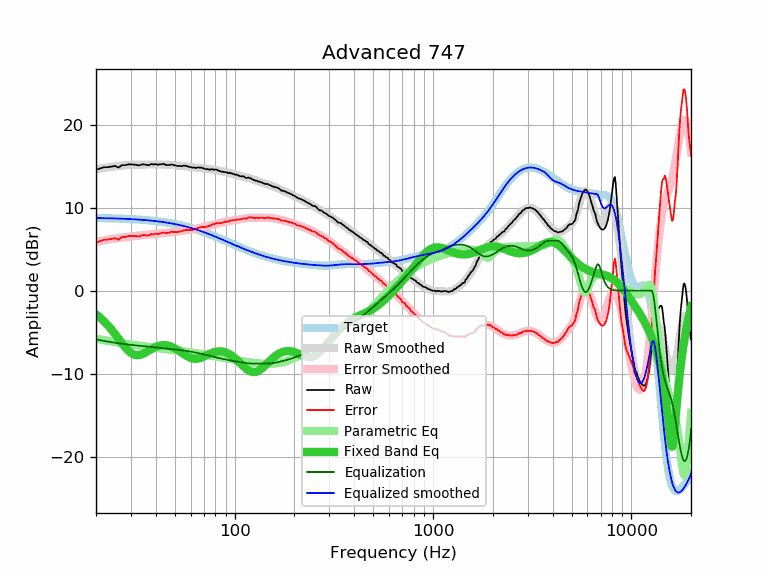 Advanced 747
Amplitude (dBr)
20
10
0
−10
−20
Target
Raw Smoothed
Error Smoothed
Raw
Error
Parametric Eq
Fixed Band Eq
Equalization
Equalized smoothed
100
1000
10000
Frequency (Hz)